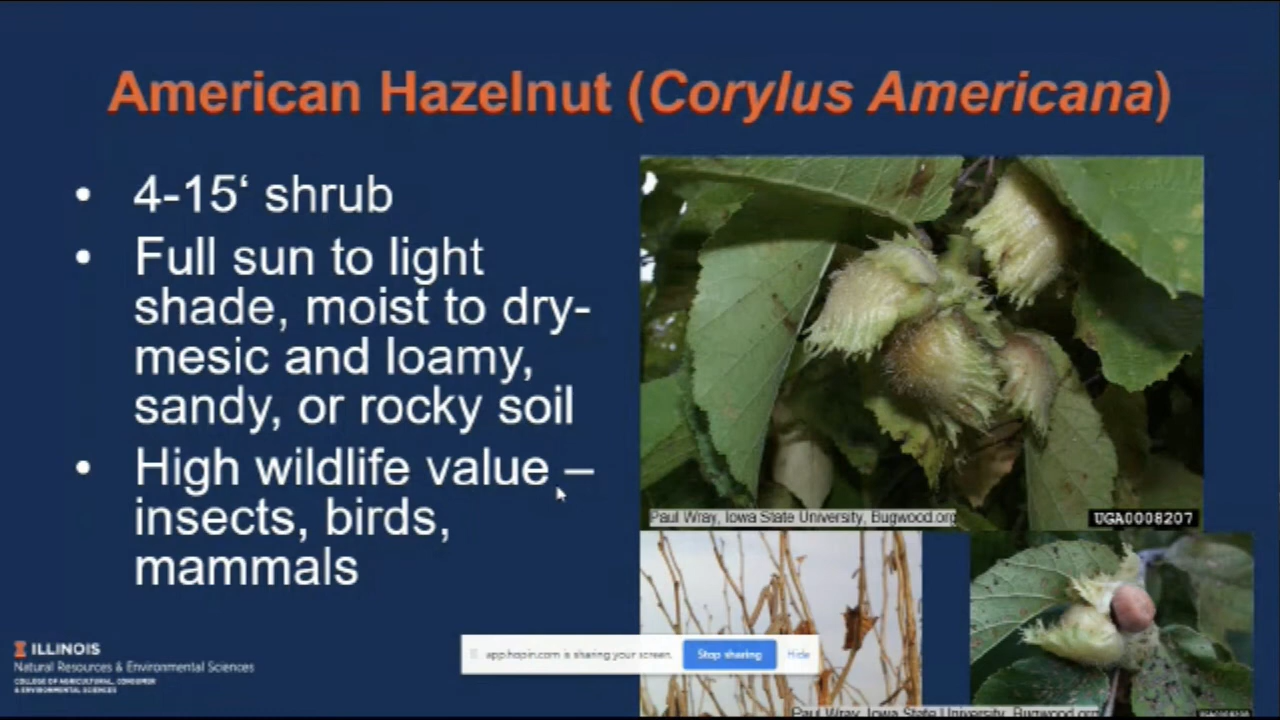 American Hazelnut (Corylus Americana)
• 4-15‘ shrub
• Full sun to light
shade, moist to dry-
mesic and loamy,
sandy, or rocky soil
• High wildlife value –
insects, birds,
mammals
Paul Wray, Iowa State University, Bugwood.org
UGA0008207
ILLINOIS
Natural Resources & Environmental Sciences
COLLEGE OF AGRICULTURAL, CONSUMER
& ENVIRONMENTAL SCIENCES
app.hopin.com is sharing your screen.
Stop sharing
Hide
Paul Wray, Iowa State University, Bugwood.org